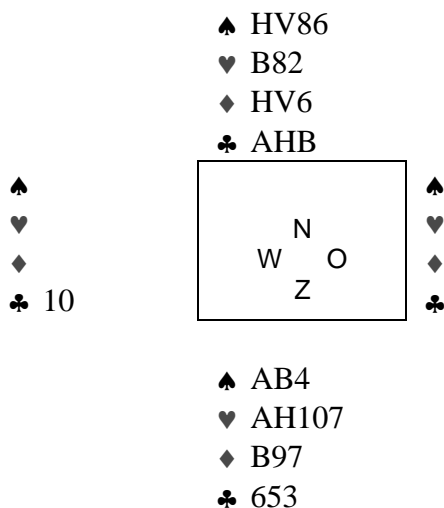 ♠ HV86
♥ B82
♦ HV6
♣ AHB
♠ ♠
♥ N ♥
♦ W O ♦
♣ 10 Z ♣
♠ AB4
♥ AH107
♦ B97
♣ 653